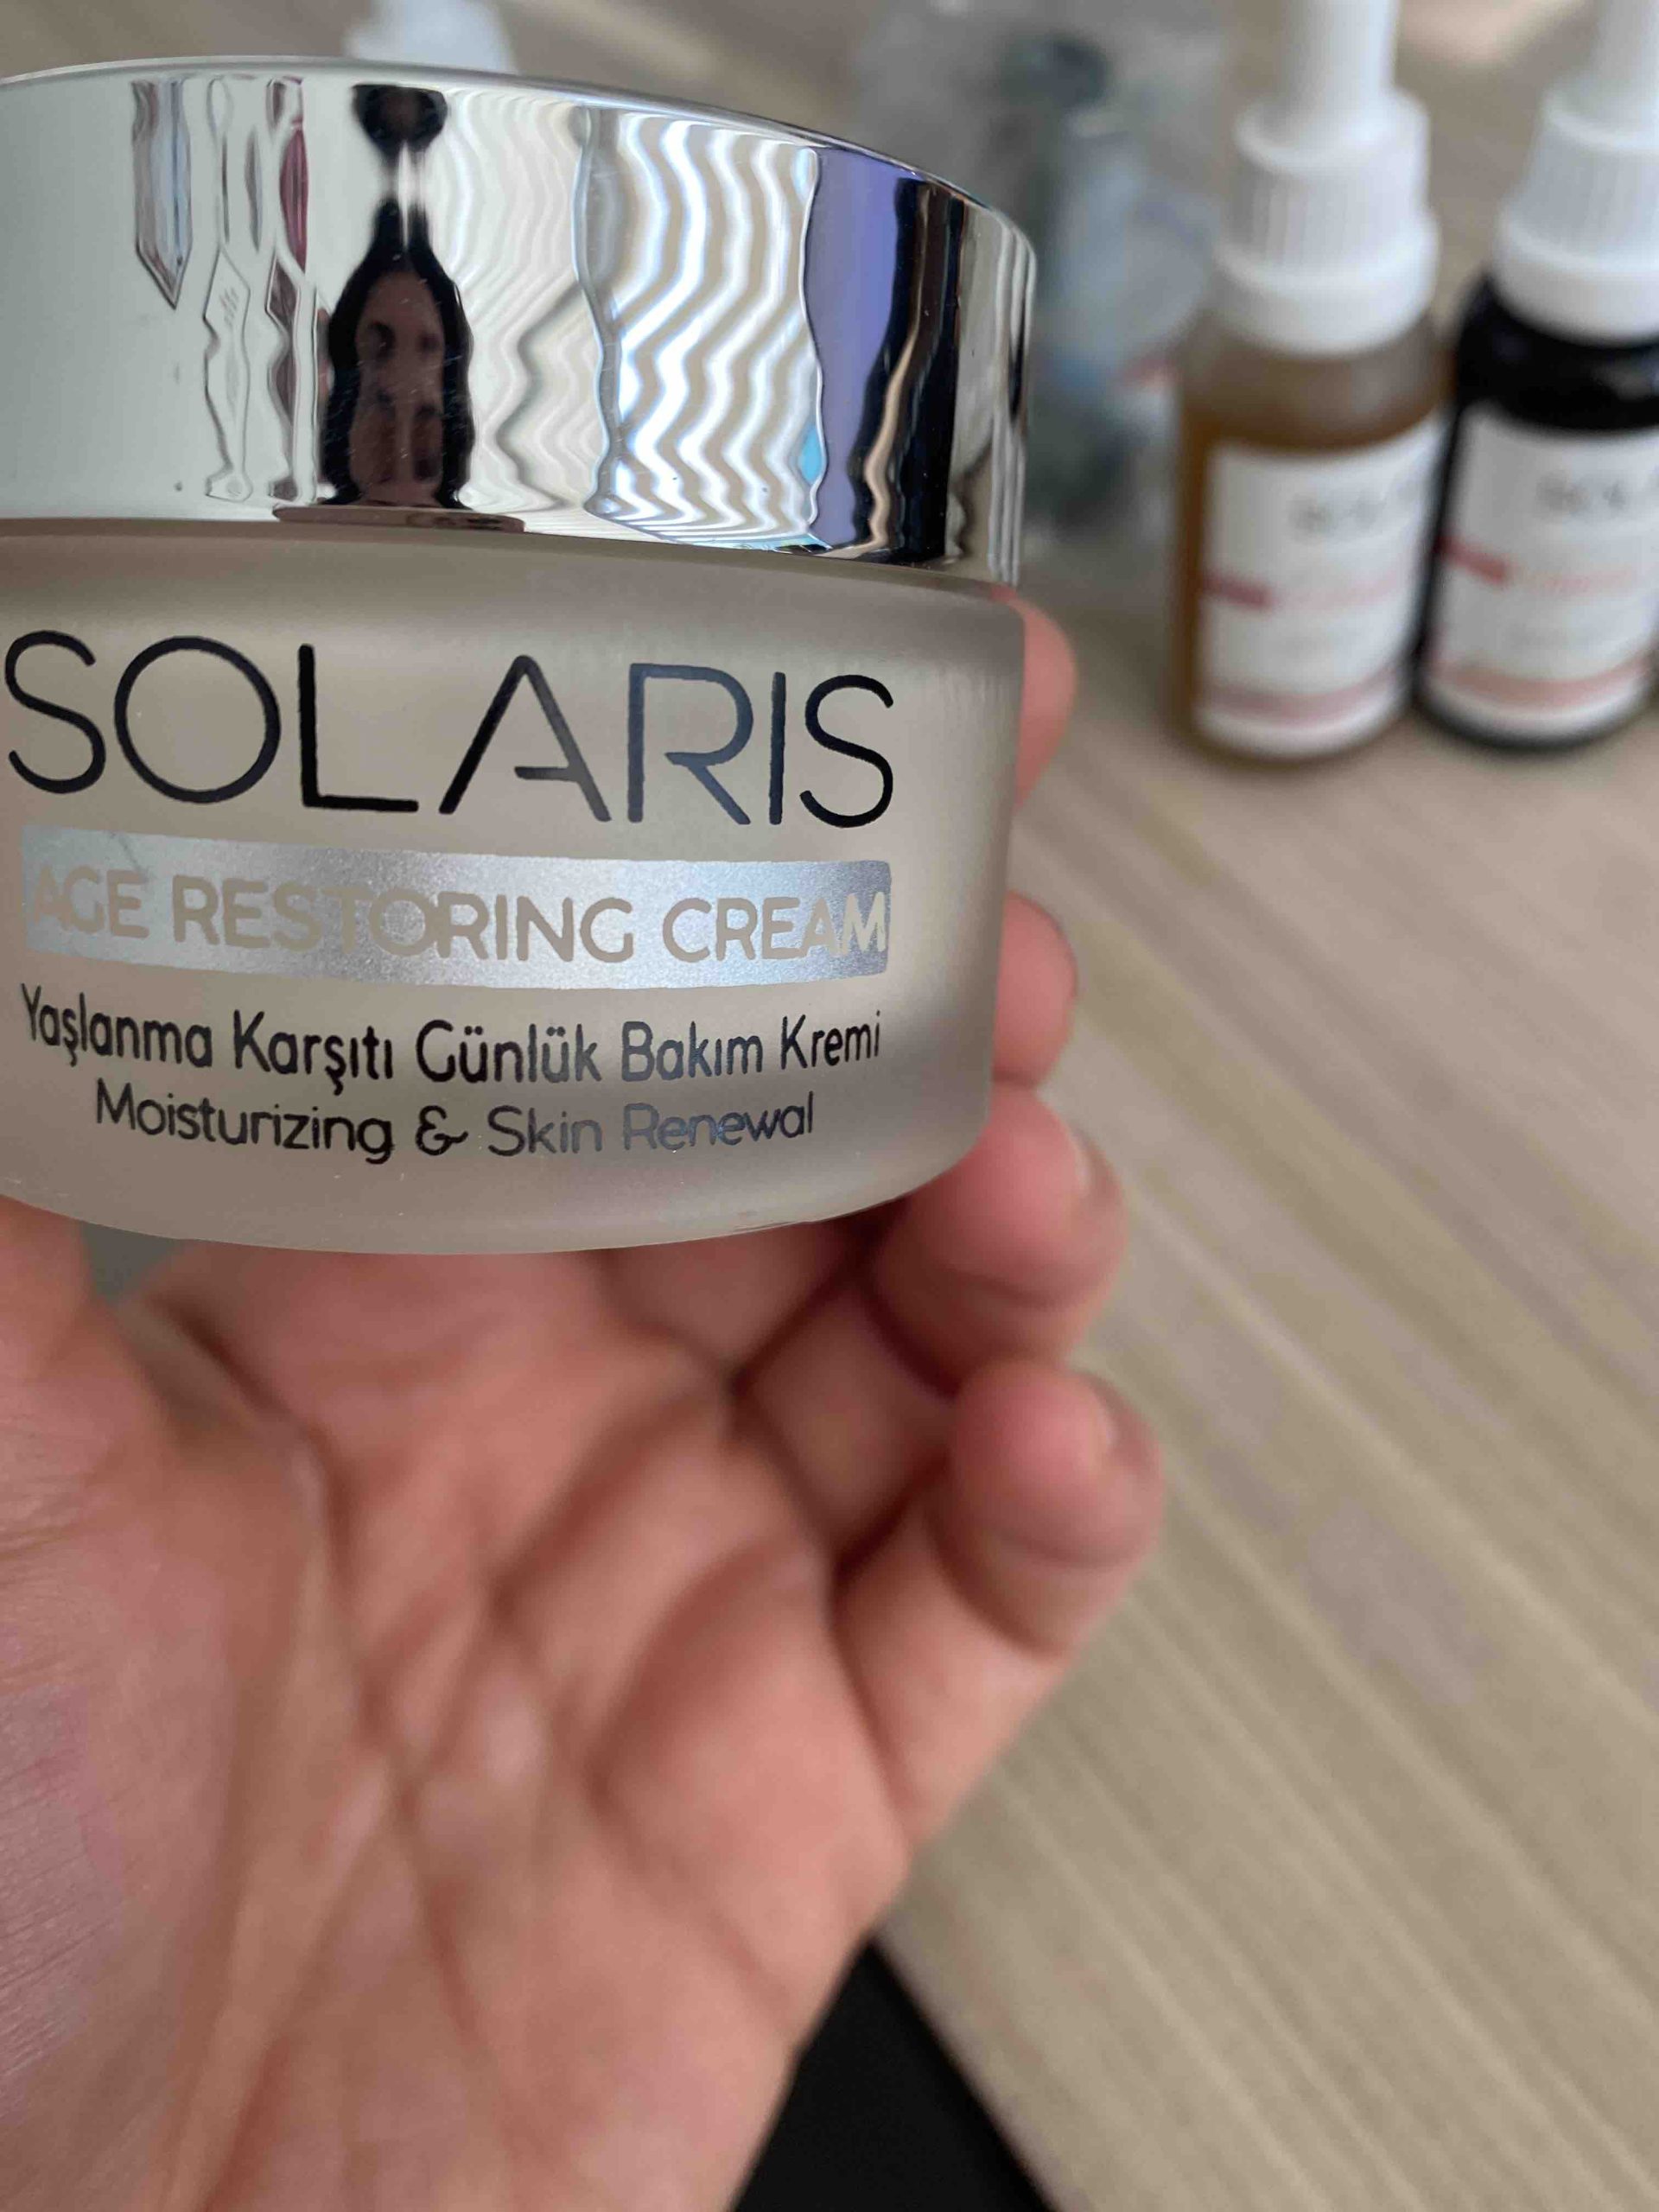 SOLARIS
AGE RESTORING CREAM
Yaşlanma Karşıtı Günlük Bakım Kremi
Moisturizing & Skin Renewal